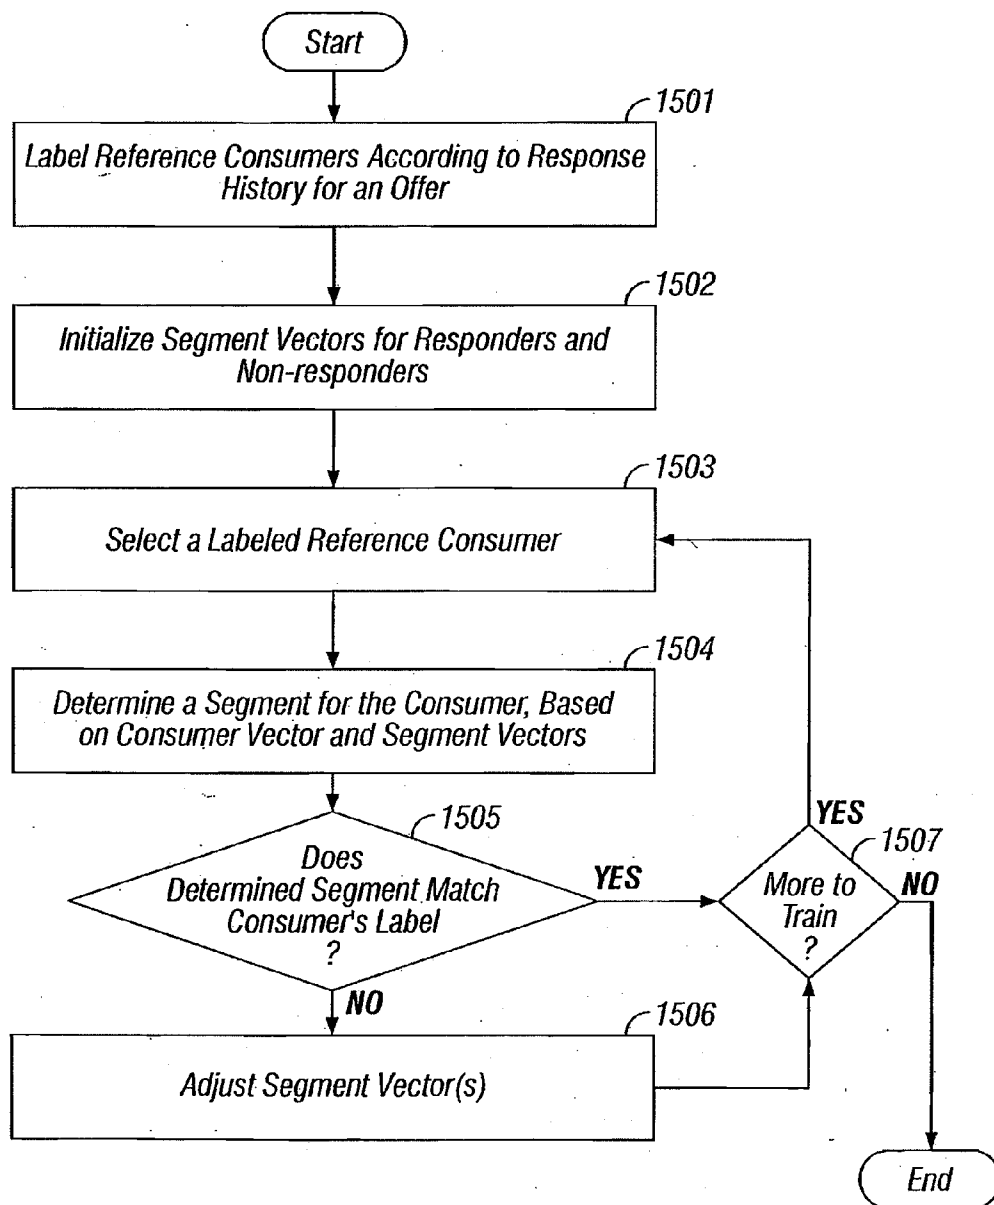 Start
1501
Label Reference Consumers According to Response
History for an Offer
1502
Initialize Segment Vectors for Responders and
Non-responders
1503
Select a Labeled Reference Consumer
1504
Determine a Segment for the Consumer, Based
on Consumer Vector and Segment Vectors
1505
Does
Determined Segment Match
Consumer's Label
?
YES
NO
1506
Adjust Segment Vector(s)
YES
1507
More to
Train
?
NO
End